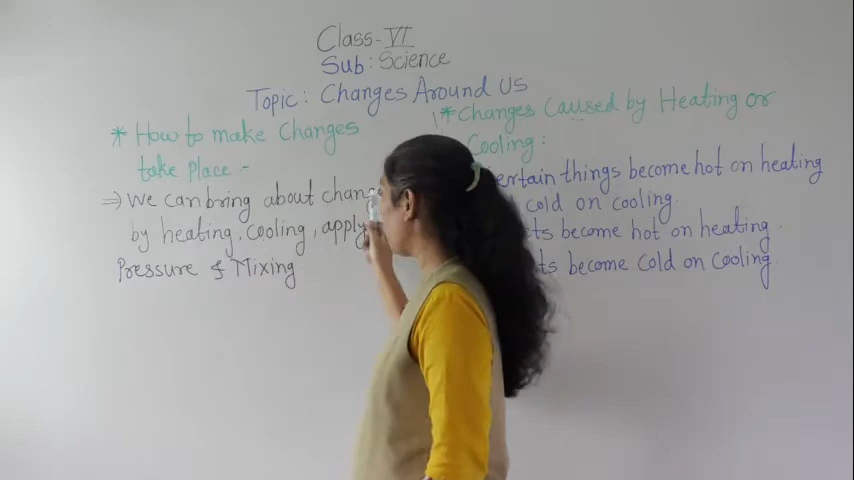 Class-VI
Sub: Science
Topic: Changes Around Us
* How to make Changes
take Place:-
⇒ We can bring about
by heating, cooling,
Pressure & Mixing
* Changes Caused by Heating or
Cooling:
things become hot on heating
cold on cooling.
become hot on heating.
become cold on cooling.